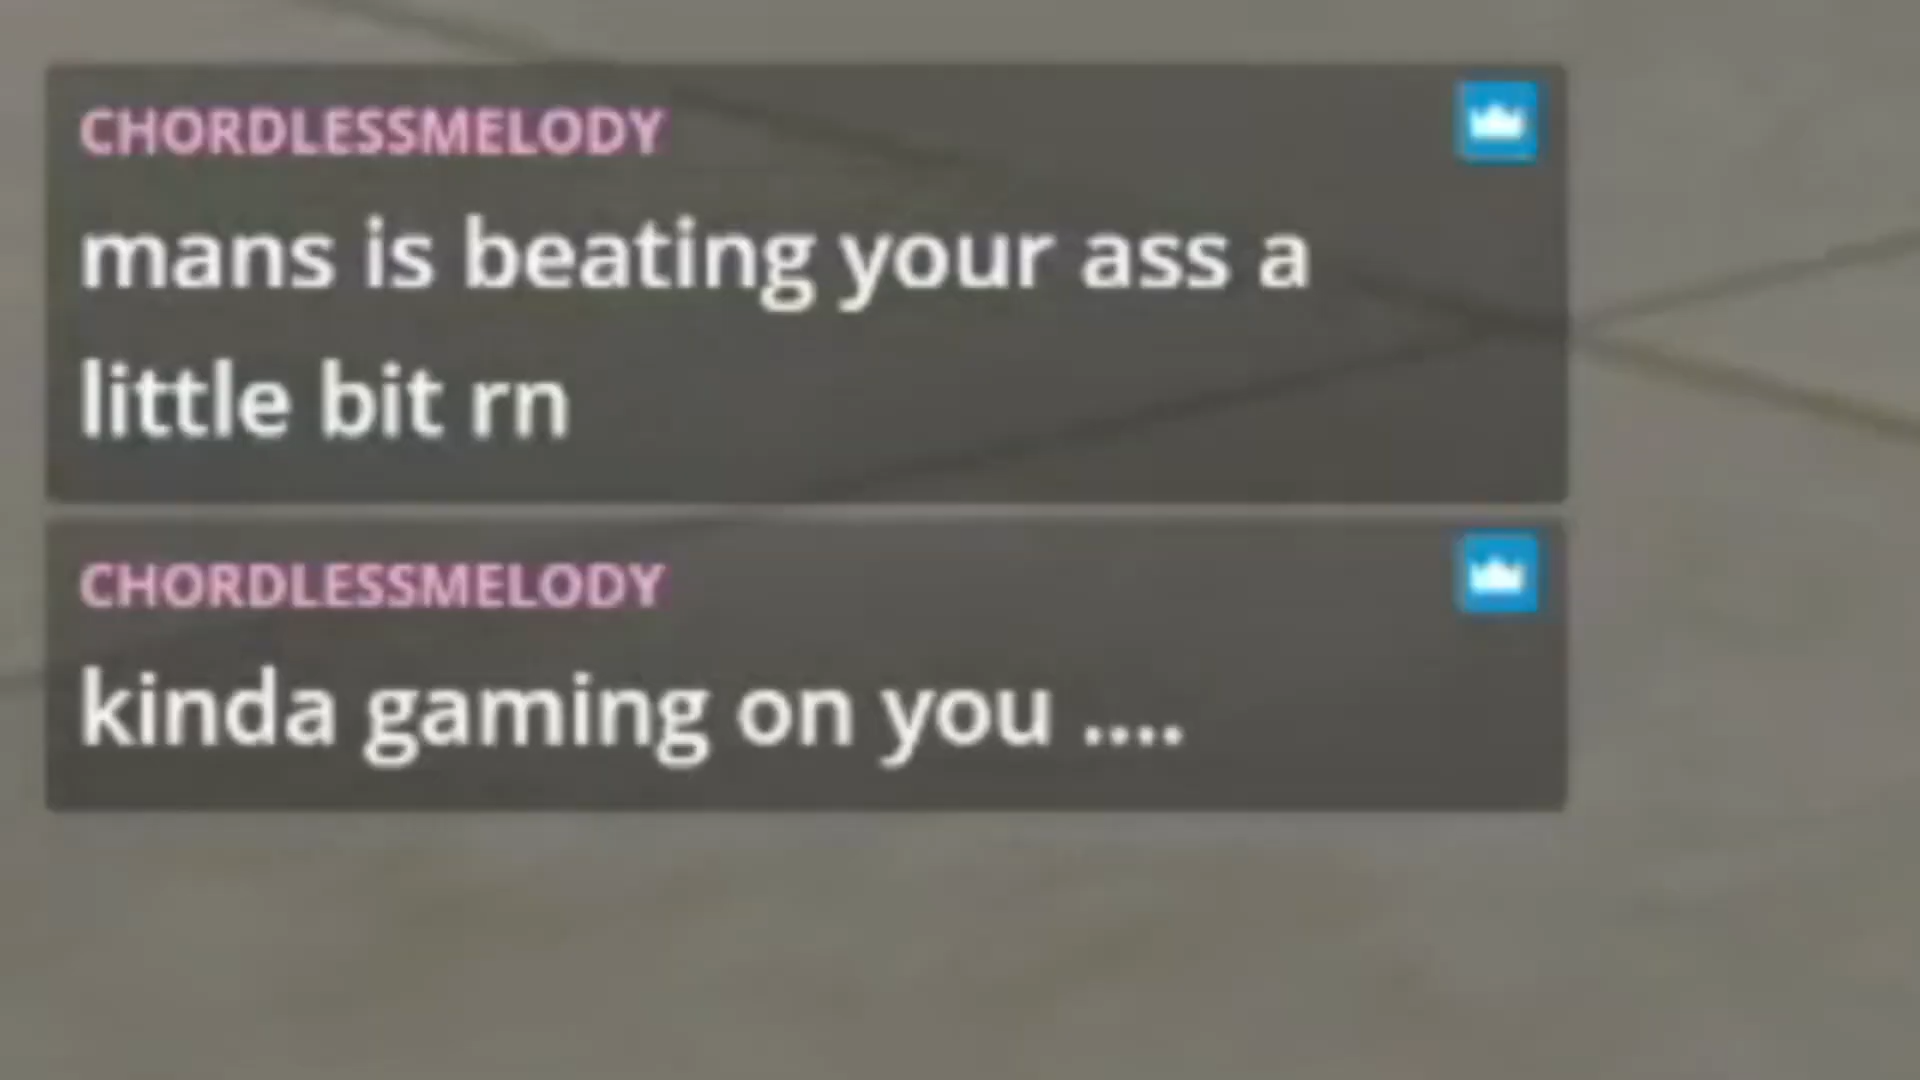 CHORDLESSMELODY
mans is beating your ass a
little bit rn
CHORDLESSMELODY
kinda gaming on you ....